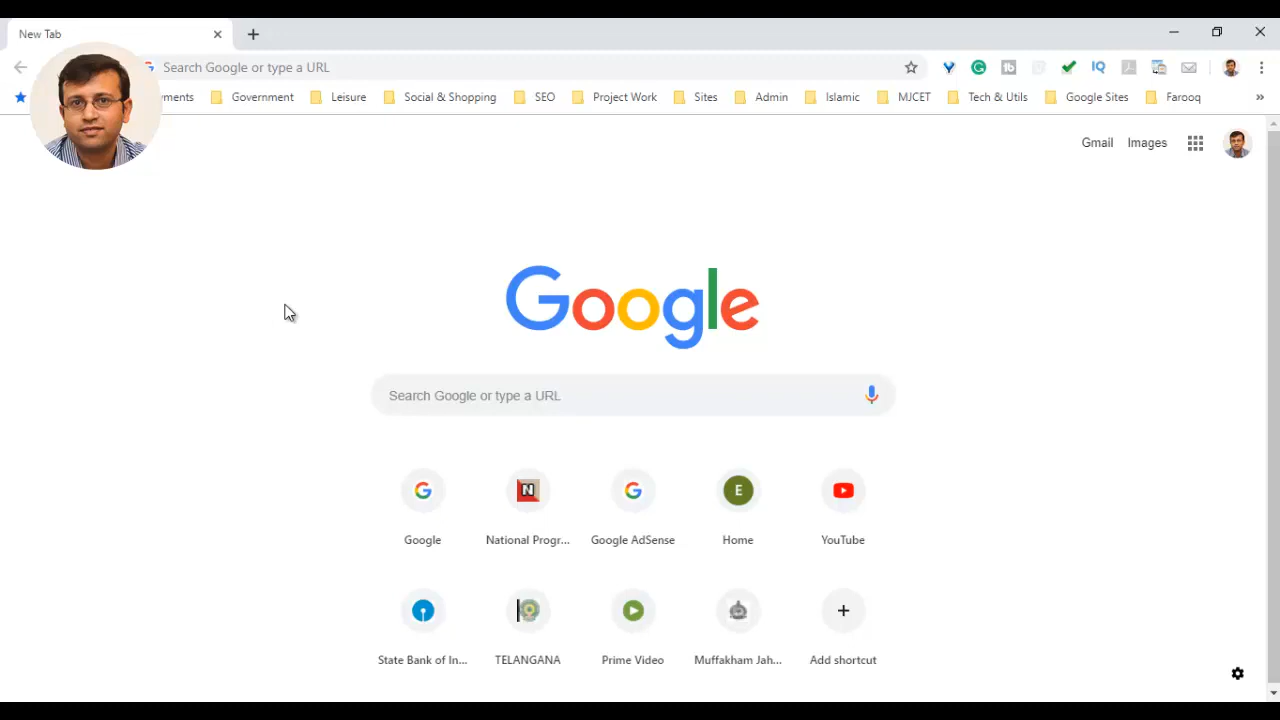 New Tab
Search Google or type a URL
yments Government Leisure Social & Shopping SEO Project Work Sites Admin Islamic MJCET Tech & Utils Google Sites Farooq »
Gmail Images
Google
Search Google or type a URL
Google National Progr... Google AdSense Home YouTube
State Bank of In... TELANGANA Prime Video Muffakham Jah... Add shortcut